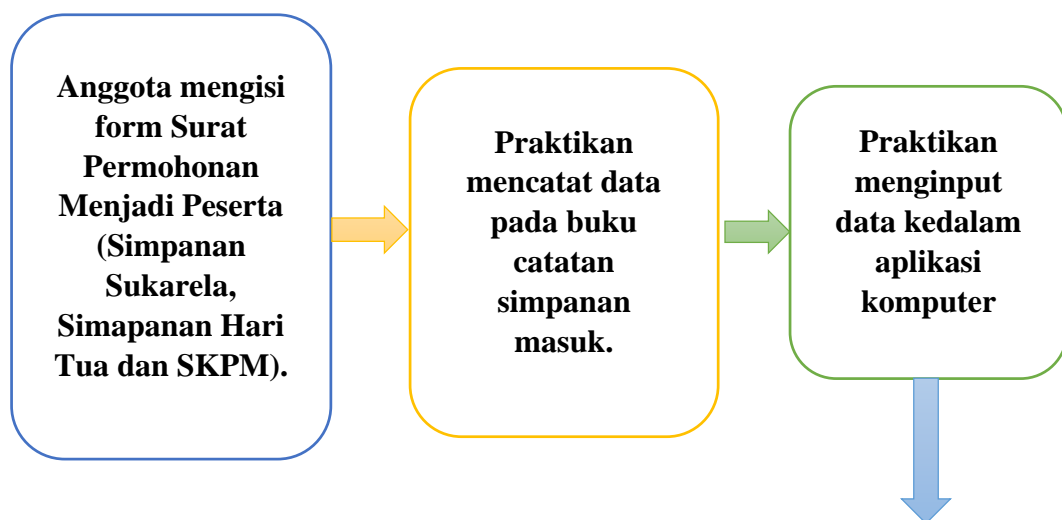 Anggota mengisi
form Surat
Permohonan
Menjadi Peserta
(Simpanan
Sukarela,
Simapanan Hari
Tua dan SKPM).
Praktikan
mencatat data
pada buku
catatan
simpanan
masuk.
Praktikan
menginput
data kedalam
aplikasi
komputer